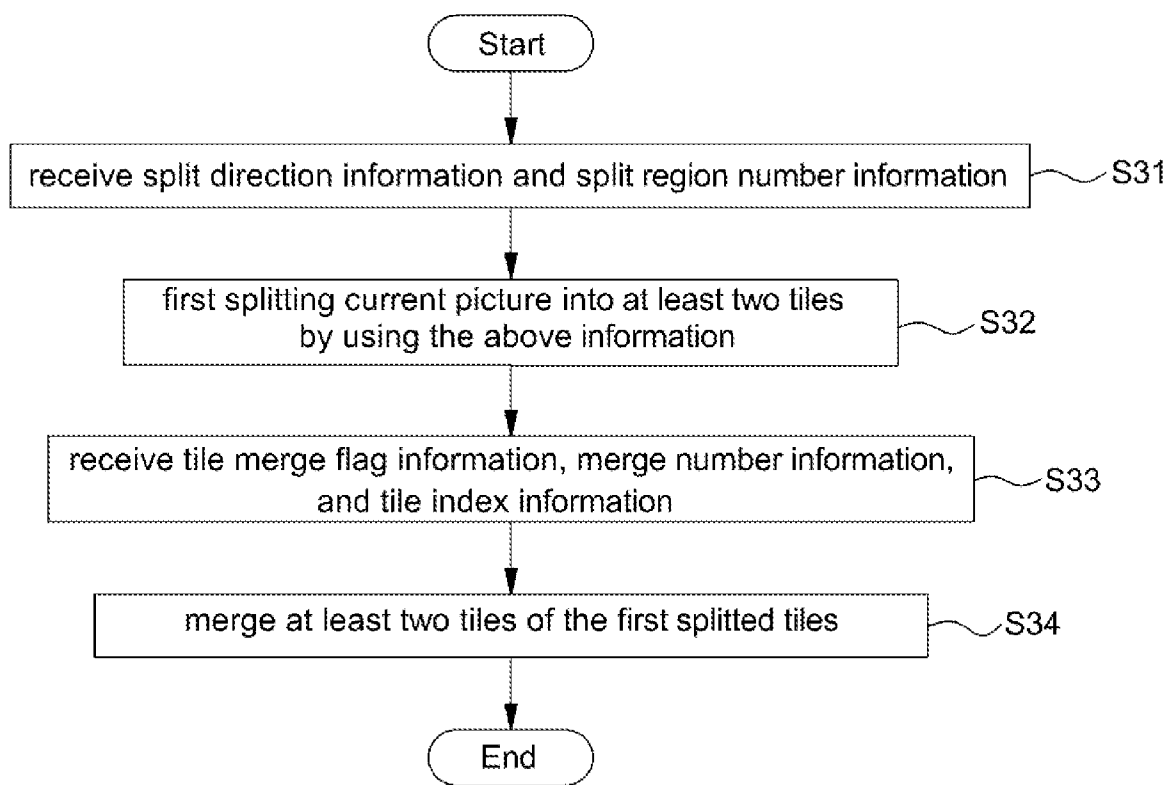 Start
receive split direction information and split region number information
S31
first splitting current picture into at least two tiles
by using the above information
S32
receive tile merge flag information, merge number information,
and tile index information
S33
merge at least two tiles of the first splitted tiles
S34
End